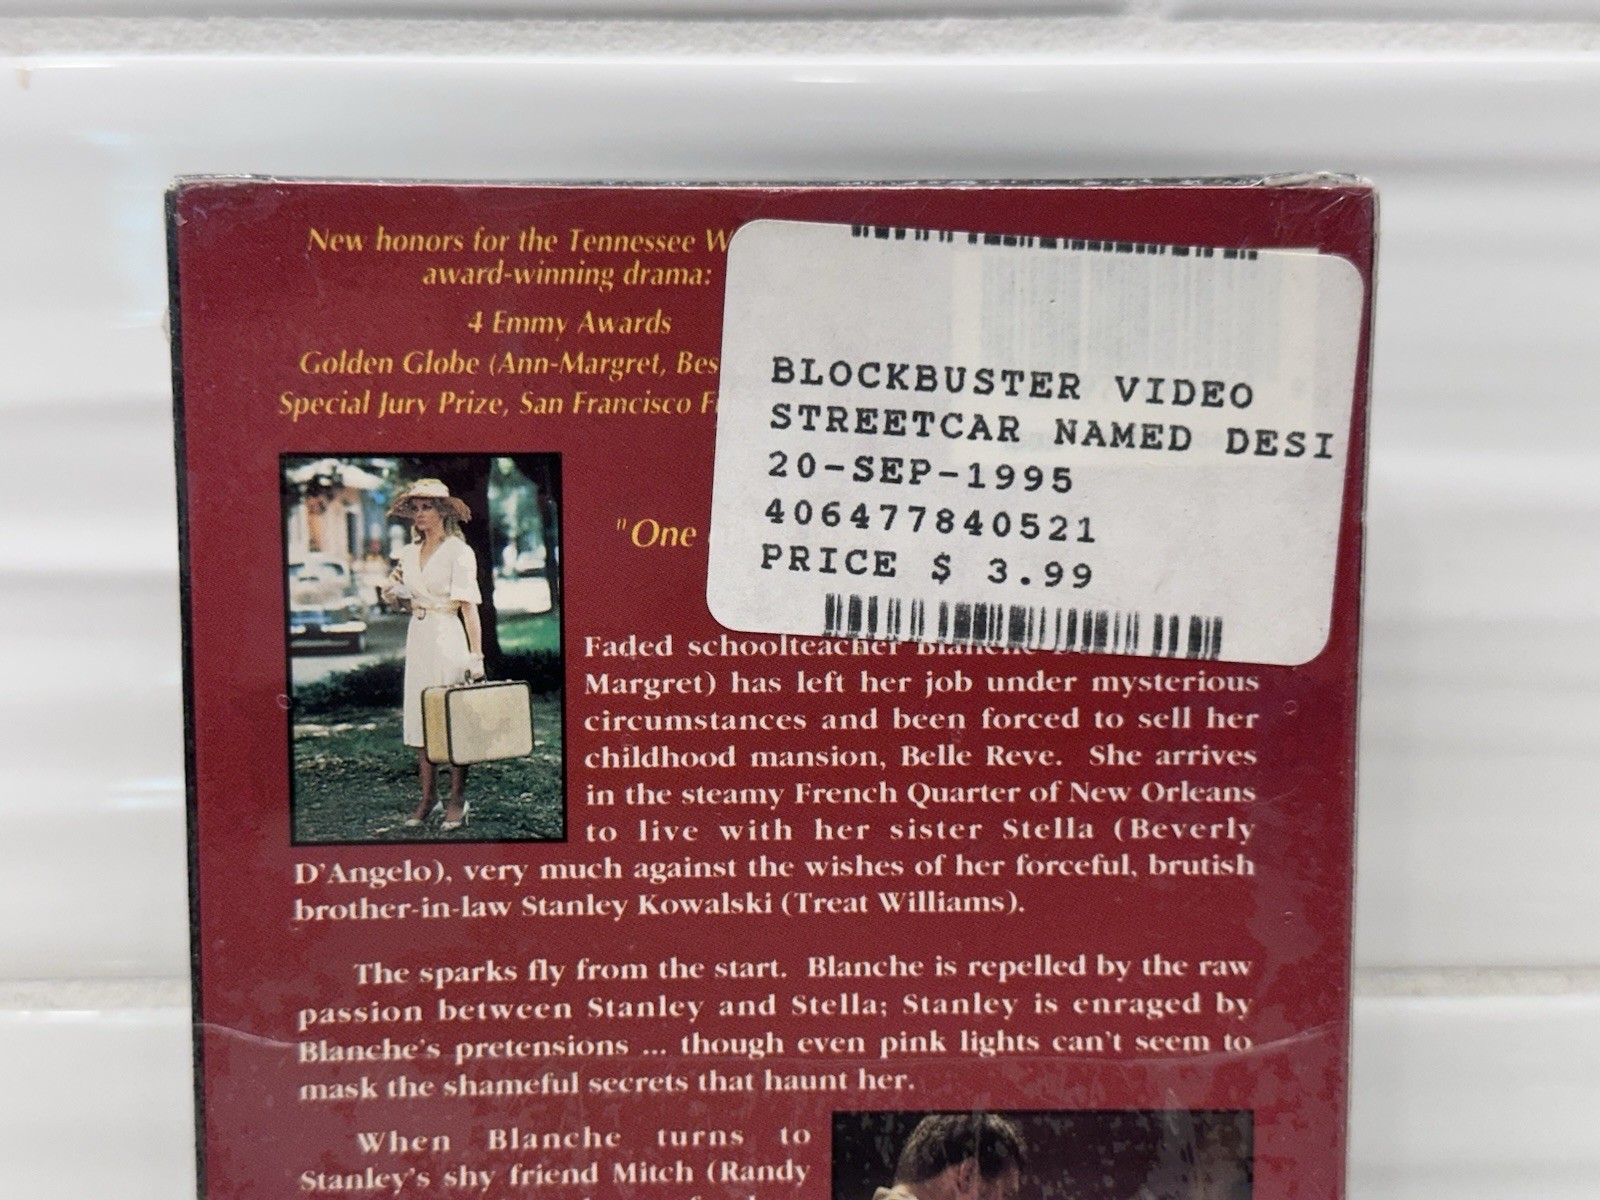 New honors for the Tennessee
award-winning drama:
4 Emmy Awards
Golden Globe (Ann-Margret,
Special Jury Prize, San Francisco
"One
BLOCKBUSTER VIDEO
STREETCAR NAMED DESI
20-SEP-1995
406477840521
PRICE $ 3.99
Faded schoolteacher Blanche
Margret) has left her job under mysterious
circumstances and been forced to sell her
childhood mansion, Belle Reve. She arrives
in the steamy French Quarter of New Orleans
to live with her sister Stella (Beverly
D'Angelo), very much against the wishes of her forceful, brutish
brother-in-law Stanley Kowalski (Treat Williams).
The sparks fly from the start. Blanche is repelled by the raw
passion between Stanley and Stella; Stanley is enraged by
Blanche's pretensions ... though even pink lights can't seem to
mask the shameful secrets that haunt her.
When Blanche turns to
Stanley's shy friend Mitch (Randy